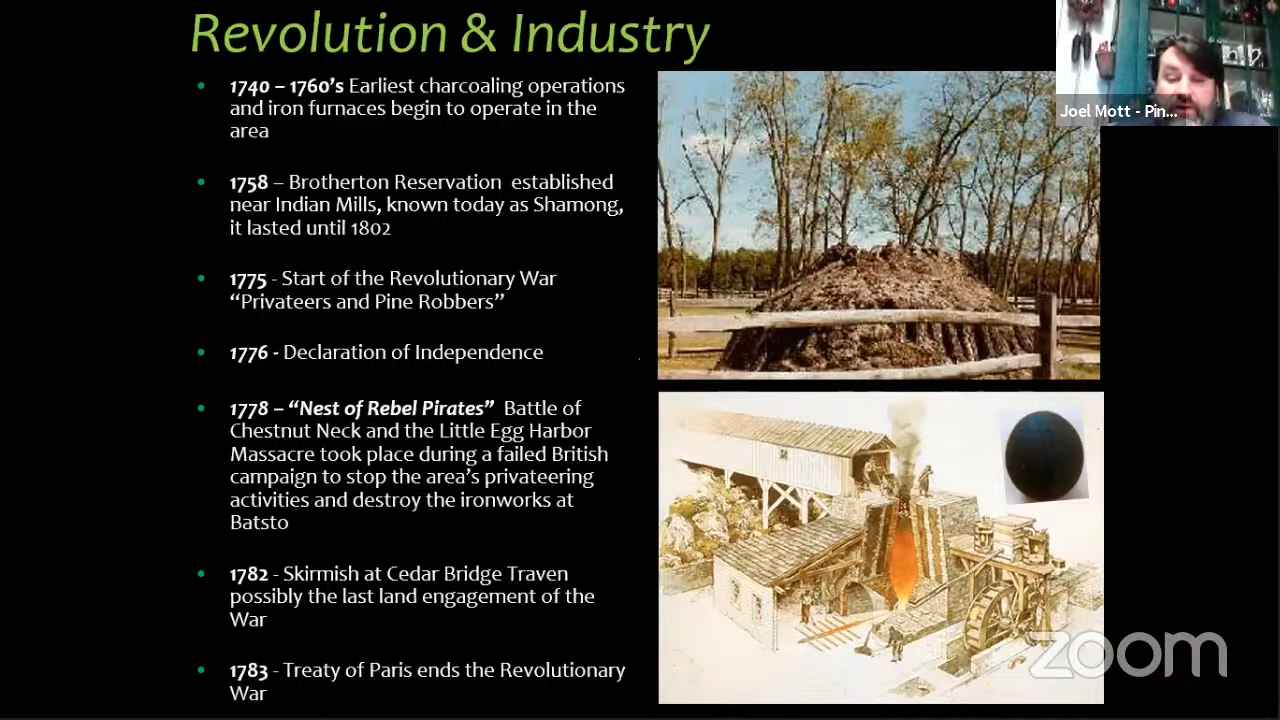 Revolution & Industry
1740 – 1760's Earliest charcoaling operations
and iron furnaces begin to operate in the
area
1758 – Brotherton Reservation established
near Indian Mills, known today as Shamong,
it lasted until 1802
1775 - Start of the Revolutionary War
“Privateers and Pine Robbers”
1776 - Declaration of Independence
1778 – “Nest of Rebel Pirates” Battle of
Chestnut Neck and the Little Egg Harbor
Massacre took place during a failed British
campaign to stop the area’s privateering
activities and destroy the ironworks at
Batsto
1782 - Skirmish at Cedar Bridge Traven
possibly the last land engagement of the
War
1783 - Treaty of Paris ends the Revolutionary
War
Joel Mott - Pin...
zoom